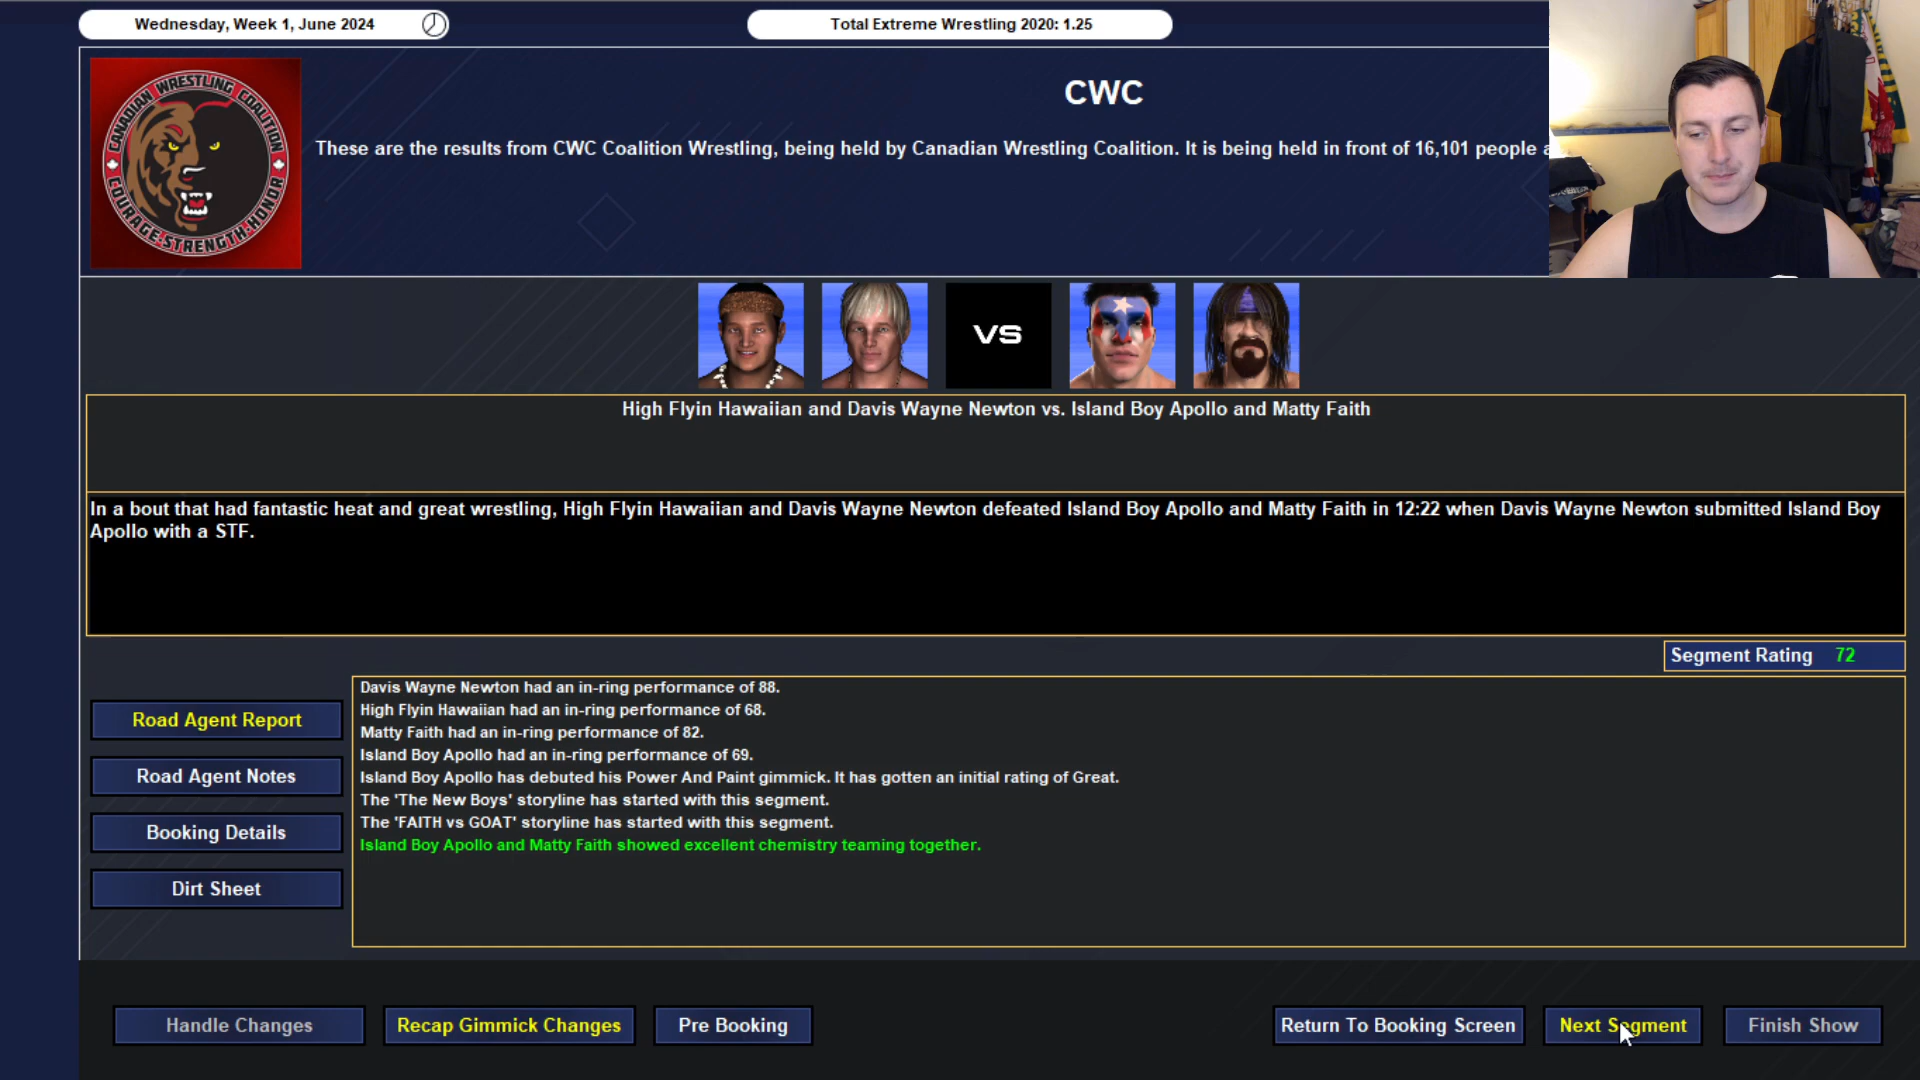 Wednesday, Week 1, June 2024
Total Extreme Wrestling 2020: 1.25
CANADIAN WRESTLING COALITION
COURAGE·STRENGTH·HONOR
CWC
These are the results from CWC Coalition Wrestling, being held by Canadian Wrestling Coalition. It is being held in front of 16,101 people a
VS
High Flyin Hawaiian and Davis Wayne Newton vs. Island Boy Apollo and Matty Faith
In a bout that had fantastic heat and great wrestling, High Flyin Hawaiian and Davis Wayne Newton defeated Island Boy Apollo and Matty Faith in 12:22 when Davis Wayne Newton submitted Island Boy
Apollo with a STF.
Segment Rating 72
Road Agent Report
Road Agent Notes
Booking Details
Dirt Sheet
Davis Wayne Newton had an in-ring performance of 88.
High Flyin Hawaiian had an in-ring performance of 68.
Matty Faith had an in-ring performance of 82.
Island Boy Apollo had an in-ring performance of 69.
Island Boy Apollo has debuted his Power And Paint gimmick. It has gotten an initial rating of Great.
The 'The New Boys' storyline has started with this segment.
The 'FAITH vs GOAT' storyline has started with this segment.
Island Boy Apollo and Matty Faith showed excellent chemistry teaming together.
Handle Changes
Recap Gimmick Changes
Pre Booking
Return To Booking Screen
Next Segment
Finish Show